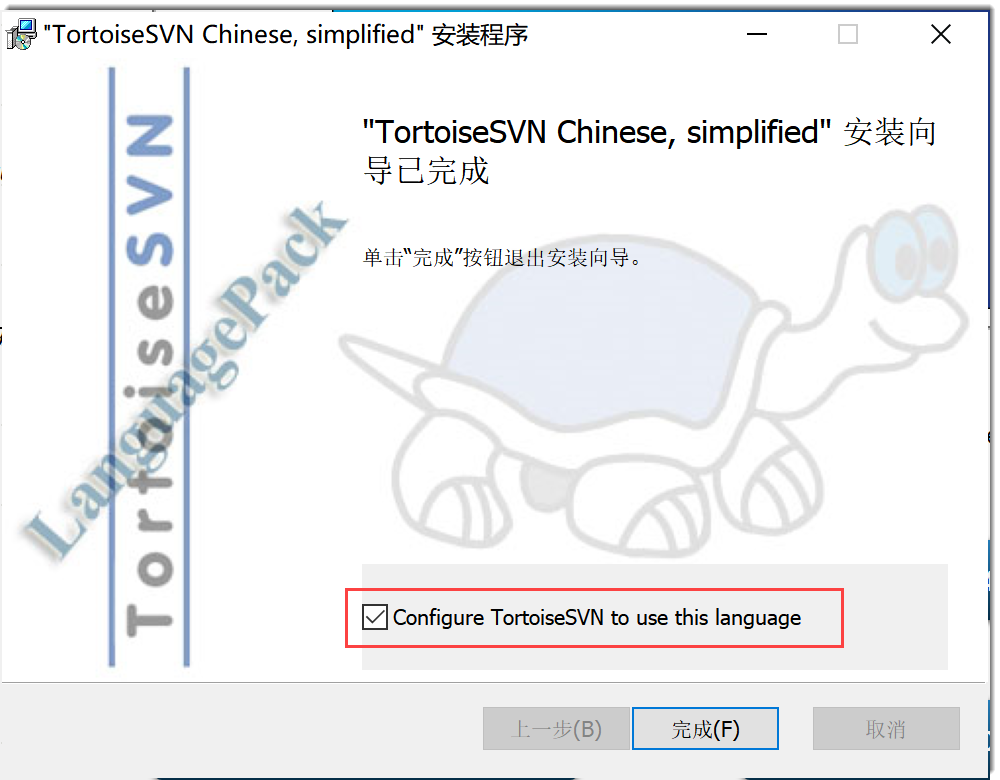 "TortoiseSVN Chinese, simplified" 安装程序
TortoiseSVN
LanguagePack
"TortoiseSVN Chinese, simplified" 安装向
导已完成
单击“完成”按钮退出安装向导。
Configure TortoiseSVN to use this language
上一步(B)
完成(F)
取消